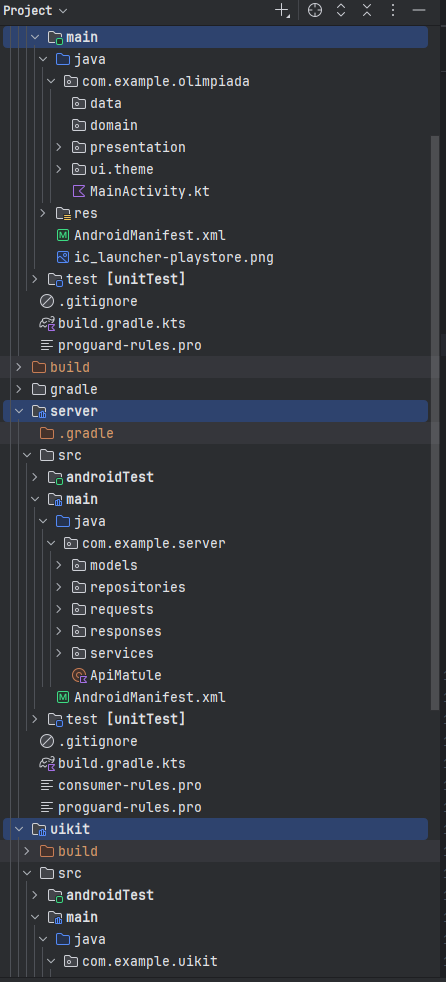 Project
main
java
com.example.olimpiada
data
domain
presentation
ui.theme
MainActivity.kt
res
AndroidManifest.xml
ic_launcher-playstore.png
test [unitTest]
.gitignore
build.gradle.kts
proguard-rules.pro
build
gradle
server
.gradle
src
androidTest
main
java
com.example.server
models
repositories
requests
responses
services
ApiMatule
AndroidManifest.xml
test [unitTest]
.gitignore
build.gradle.kts
consumer-rules.pro
proguard-rules.pro
uikit
build
src
androidTest
main
java
com.example.uikit